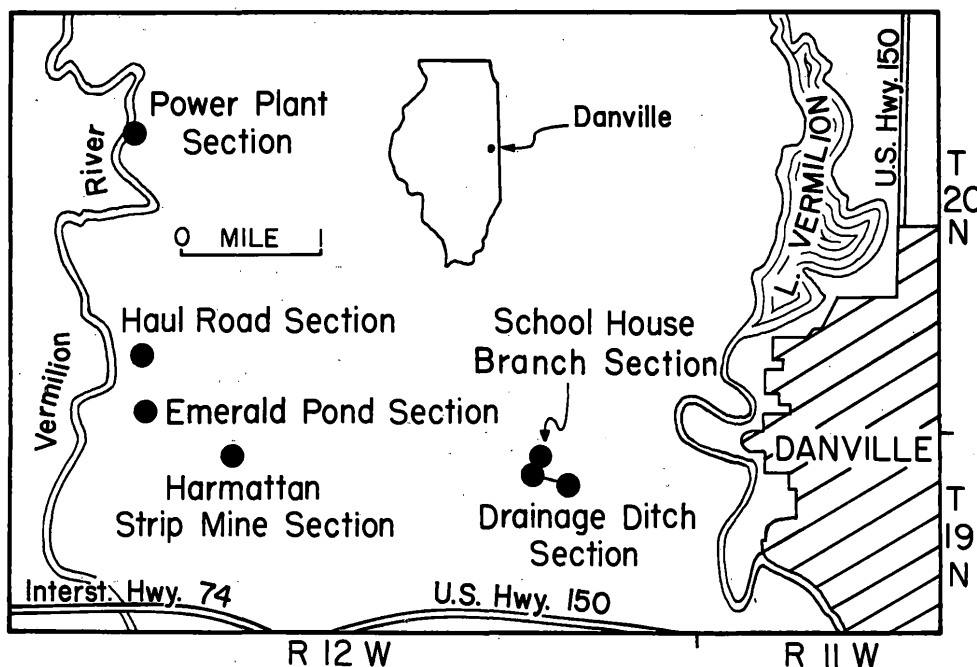 Power Plant
Section
Danville
River
L. VERMILION
U.S. Hwy. 150
T
20
N
0 MILE 1
Haul Road Section
School House
Branch Section
Vermilion
Emerald Pond Section
DANVILLE
Harmattan
Strip Mine Section
Drainage Ditch
Section
T
19
N
Interst. Hwy. 74
U.S. Hwy. 150
R 12 W
R 11 W